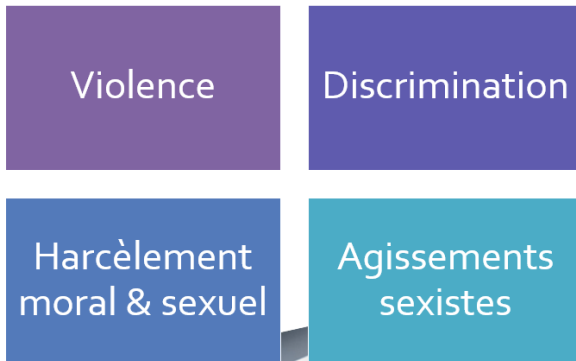 Violence
Discrimination
Harcèlement
moral & sexuel
Agissements
sexistes